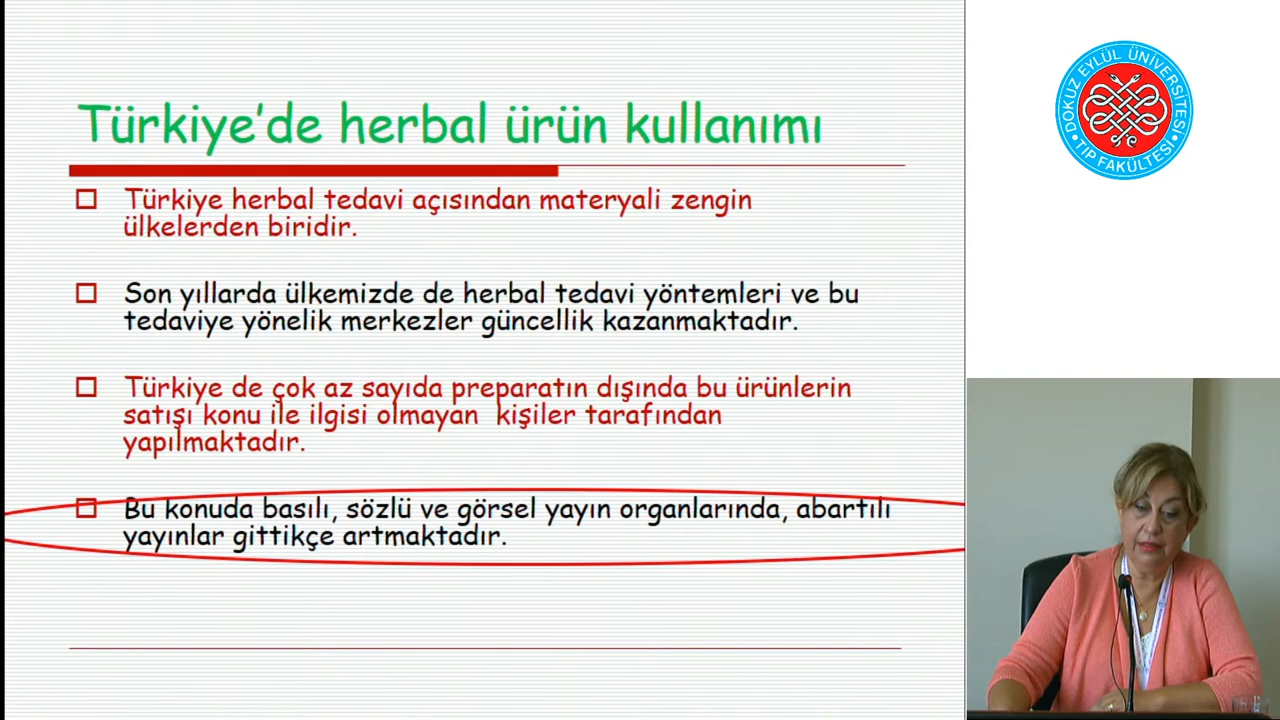 Türkiye'de herbal ürün kullanımı
Türkiye herbal tedavi açısından materyali zengin
ülkelerden biridir.
Son yıllarda ülkemizde de herbal tedavi yöntemleri ve bu
tedaviye yönelik merkezler güncellik kazanmaktadır.
Türkiye de çok az sayıda preparatın dışında bu ürünlerin
satışı konu ile ilgisi olmayan kişiler tarafından
yapılmaktadır.
Bu konuda basılı, sözlü ve görsel yayın organlarında, abartılı
yayınlar gittikçe artmaktadır.
DOKUZ EYLÜL ÜNİVERSİTESİ
TIP FAKÜLTESİ